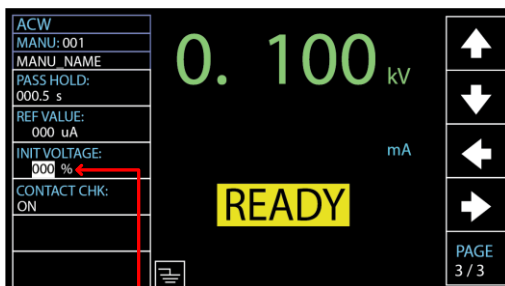 ACW
MANU: 001
MANU_NAME
PASS HOLD:
000.5 s
REF VALUE:
000 uA
INIT VOLTAGE:
000 %
CONTACT CHK:
ON
0. 100 kV
mA
READY
PAGE
3 / 3